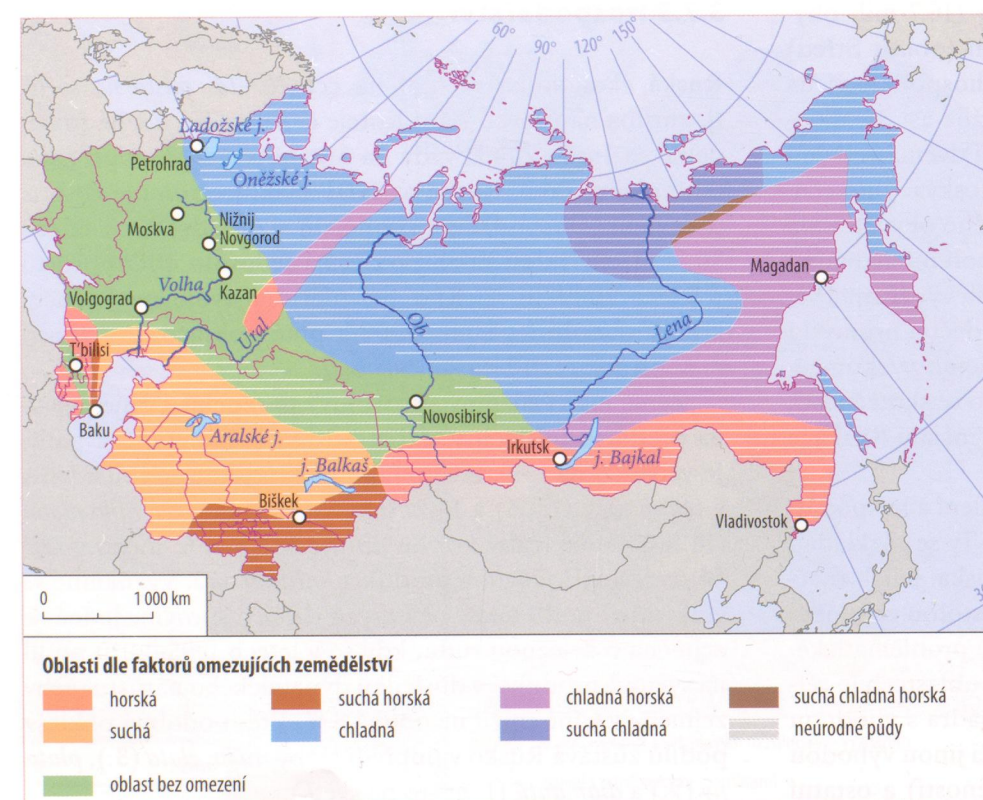 60°
90°
120°
150°
Ladožské j.
Petrohrad
Oněžské j.
Moskva
Nižnij
Novgorod
Kazan
Volha
Volgograd
Ural
Ob
Lena
Magadan
T'bilisi
Baku
Aralské j.
Novosibirsk
j. Balkaš
Biškek
Irkutsk
j. Bajkal
Vladivostok
0 1 000 km
Oblasti dle faktorů omezujících zemědělství
horská
suchá horská
chladná horská
suchá chladná horská
suchá
chladná
suchá chladná
neúrodné půdy
oblast bez omezení